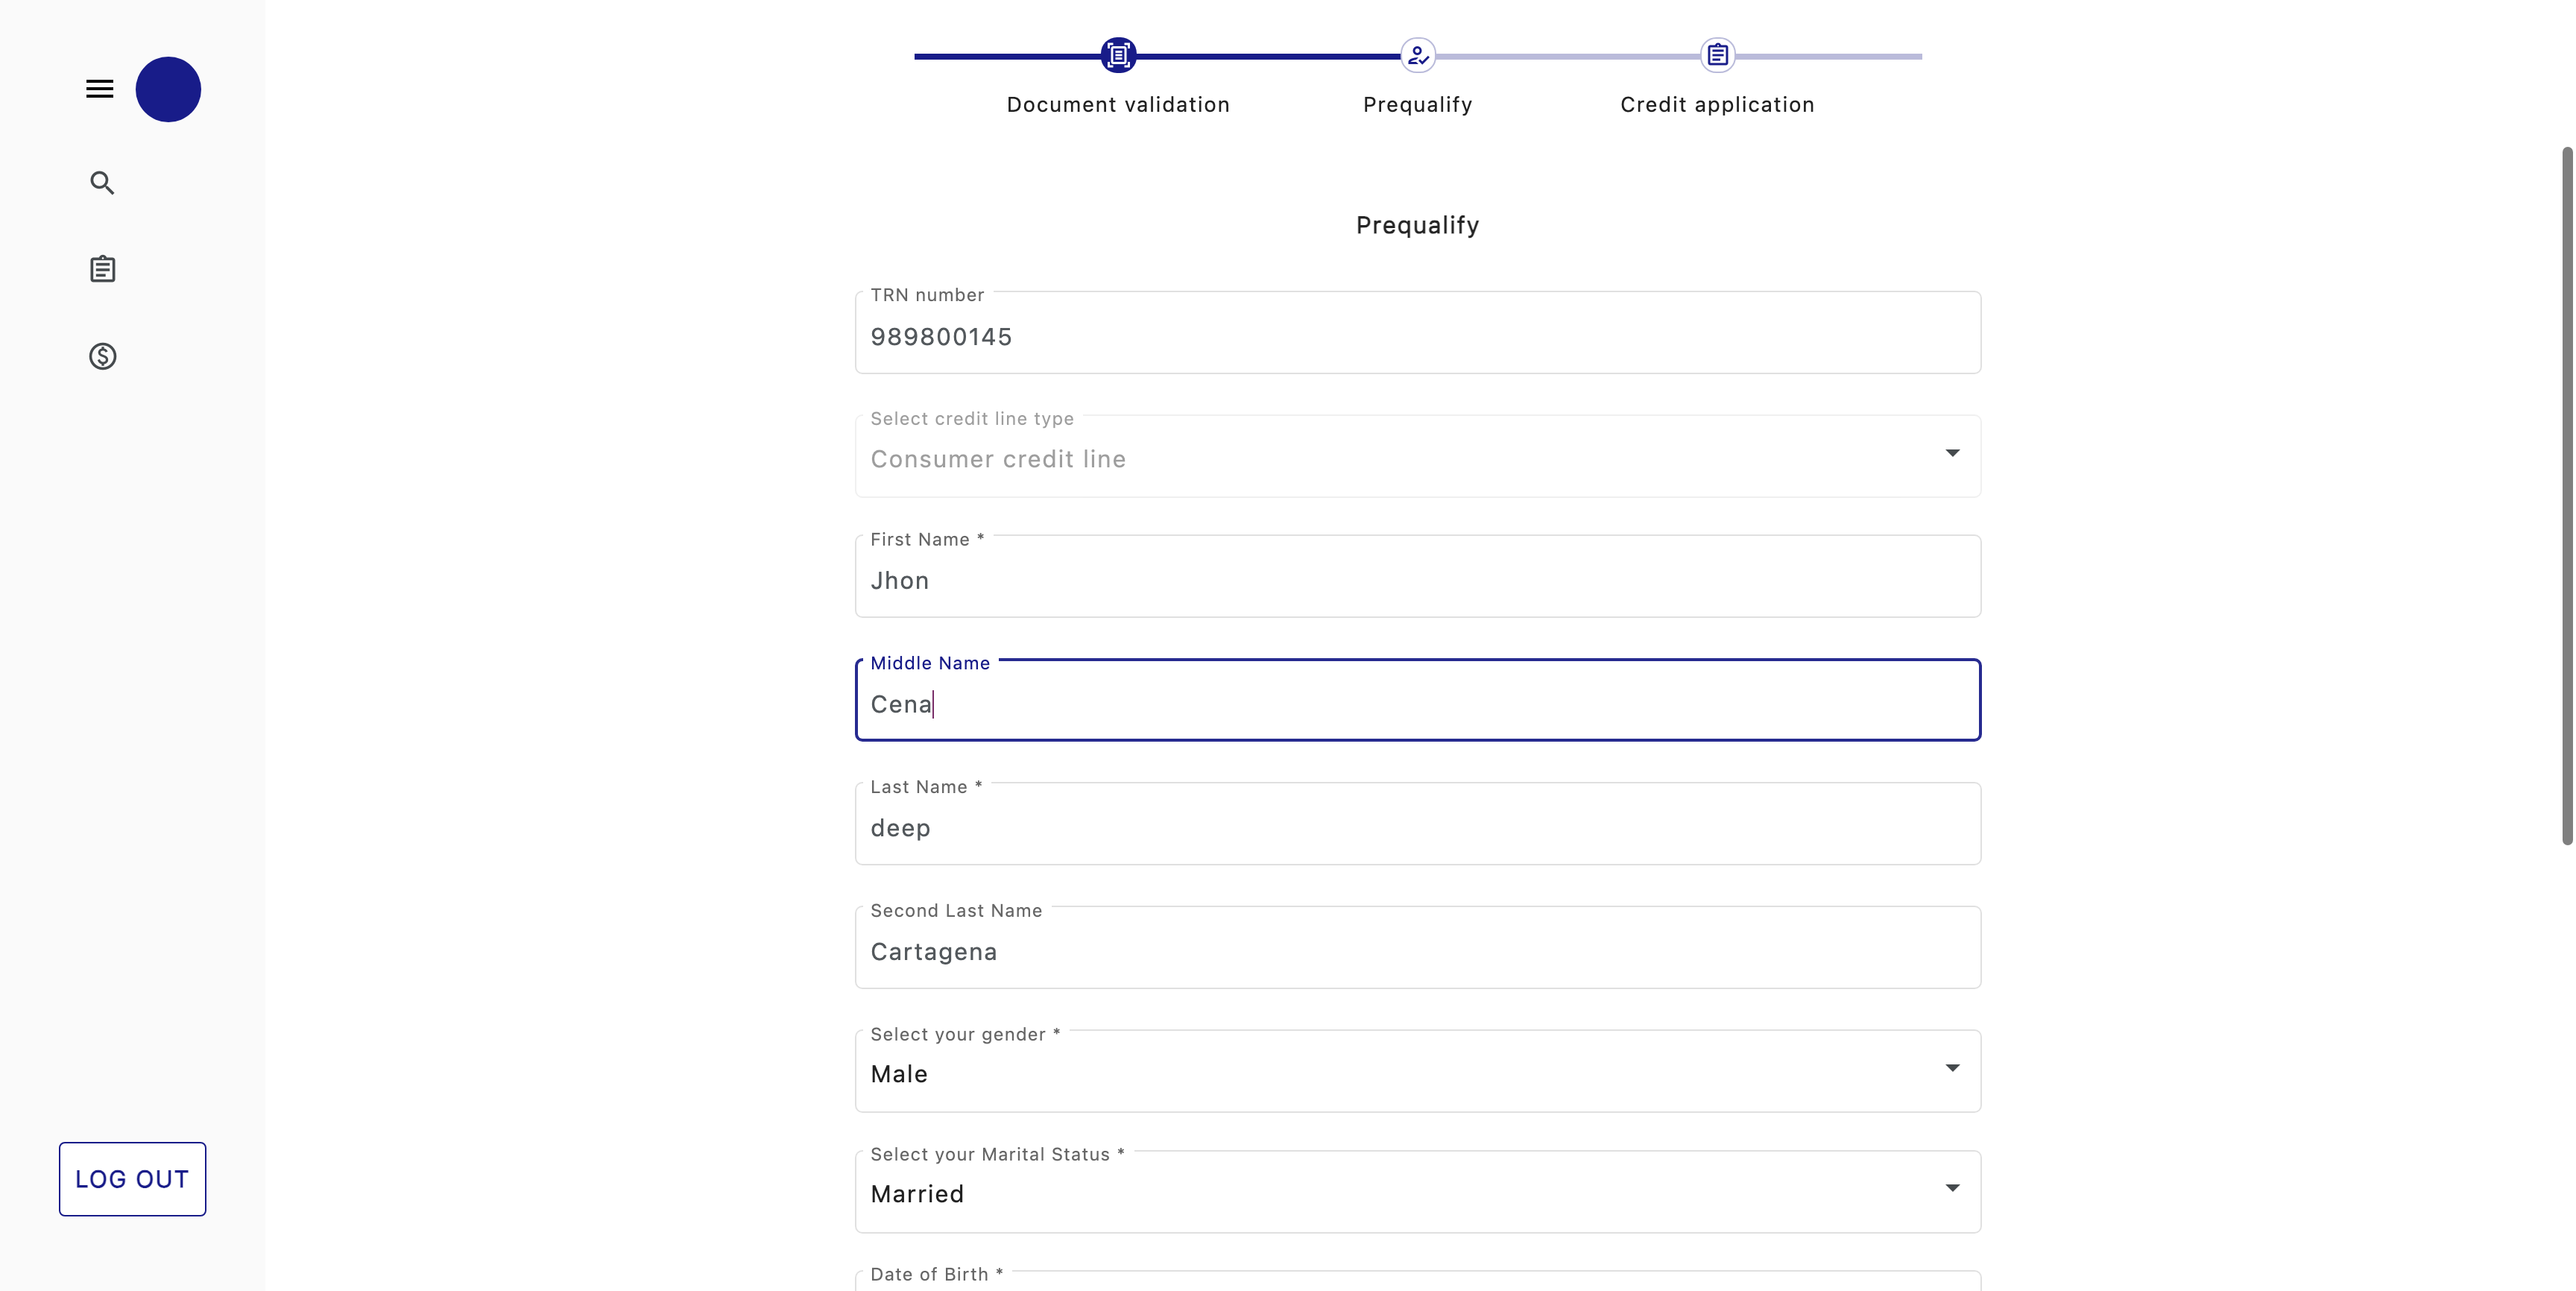 Document validation
Prequalify
Credit application
Prequalify
TRN number
989800145
Select credit line type
Consumer credit line
First Name *
Jhon
Middle Name
Cena
Last Name *
deep
Second Last Name
Cartagena
Select your gender *
Male
Select your Marital Status *
Married
Date of Birth *
LOG OUT